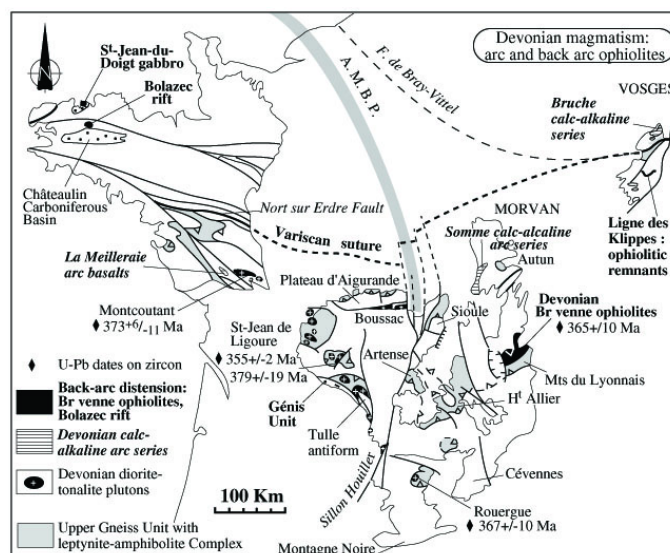 Devonian magmatism:
arc and back arc ophiolites
N
St-Jean-du-
Doigt gabbro
Bolazec
rift
A. M. B. P.
F. de Bray-Vittel
VOSGES
Bruche
calc-alkaline
series
Châteaulin
Carboniferous
Basin
Nort sur Erdre Fault
Variscan suture
MORVAN
Somme calc-alcaline
arc series
Autun
Ligne des
Klippes :
ophiolitic
remnants
La Meilleraie
arc basalts
Plateau d'Aigurande
Boussac
Sioule
Devonian
Br venne ophiolites
365+/10 Ma
Montcoutant
373+6/-11 Ma
St-Jean de
Ligoure
355+/-2 Ma
379+/-19 Ma
Artense
Mts du Lyonnais
Ht Allier
Génis
Unit
Tulle
antiform
Sillon Houiller
Cévennes
Rouergue
367+/-10 Ma
Montagne Noire
U-Pb dates on zircon
Back-arc distension:
Br venne ophiolites,
Bolazec rift
Devonian calc-
alkaline arc series
Devonian diorite-
tonalite plutons
Upper Gneiss Unit with
leptynite-amphibolite Complex
100 Km